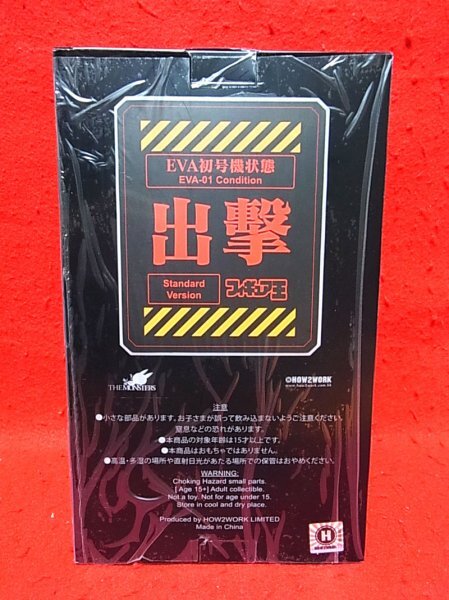 EVA初号機状態
EVA-01 Condition
出撃
Standard
Version
フィギュア王
THE MONSTERS
©HOW2WORK
www.how2work.com.hk
注意
●小さな部品があります。お子さまが誤って飲み込まないようご注意ください。
窒息などの恐れがあります。
●本商品の対象年齢は15才以上です。
●本商品はおもちゃではありません。
●高温・多湿の場所や直射日光があたる場所での保管はおやめください。
WARNING:
Choking Hazard small parts.
[ Age 15+] Adult collectible.
Not a toy. Not for age under 15.
Store in cool and dry place.
Produced by HOW2WORK LIMITED
Made in China
H
HOW2WORK